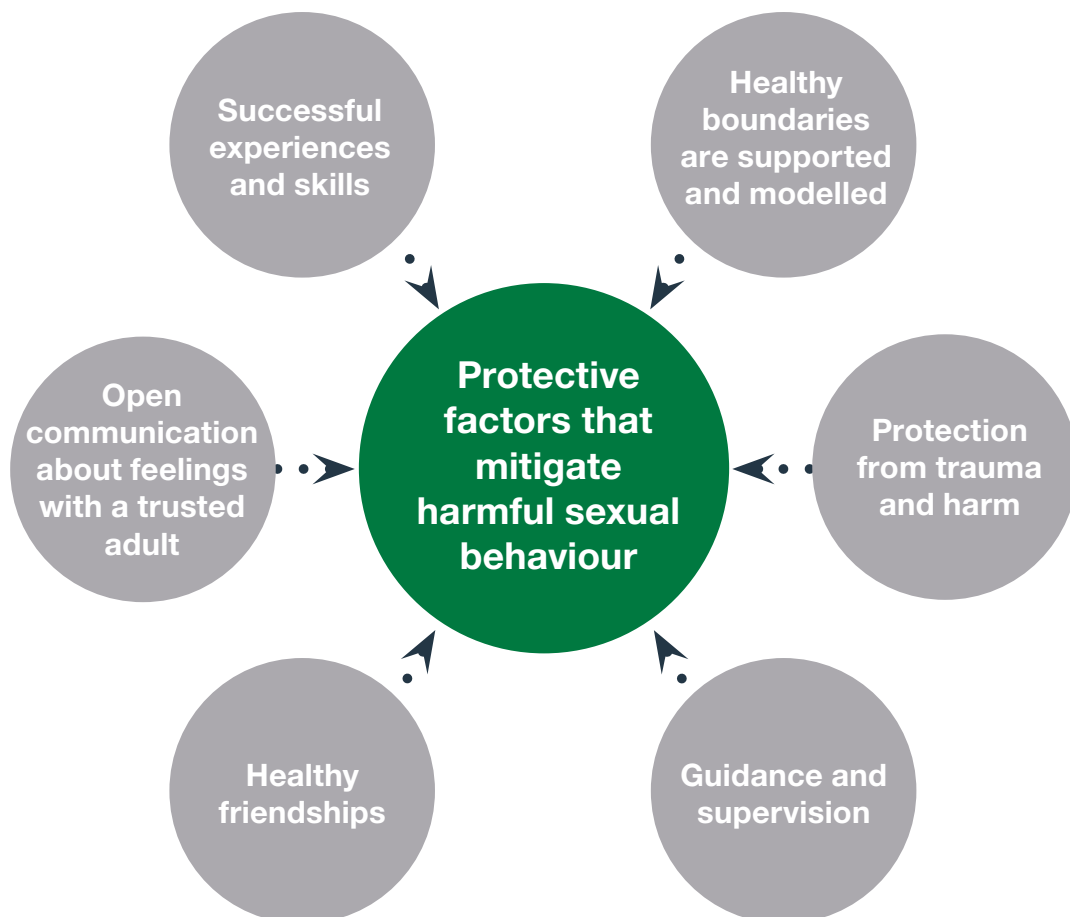 Successful
experiences
and skills
Healthy
boundaries
are supported
and modelled
Open
communication
about feelings
with a trusted
adult
Protective
factors that
mitigate
harmful sexual
behaviour
Protection
from trauma
and harm
Healthy
friendships
Guidance and
supervision